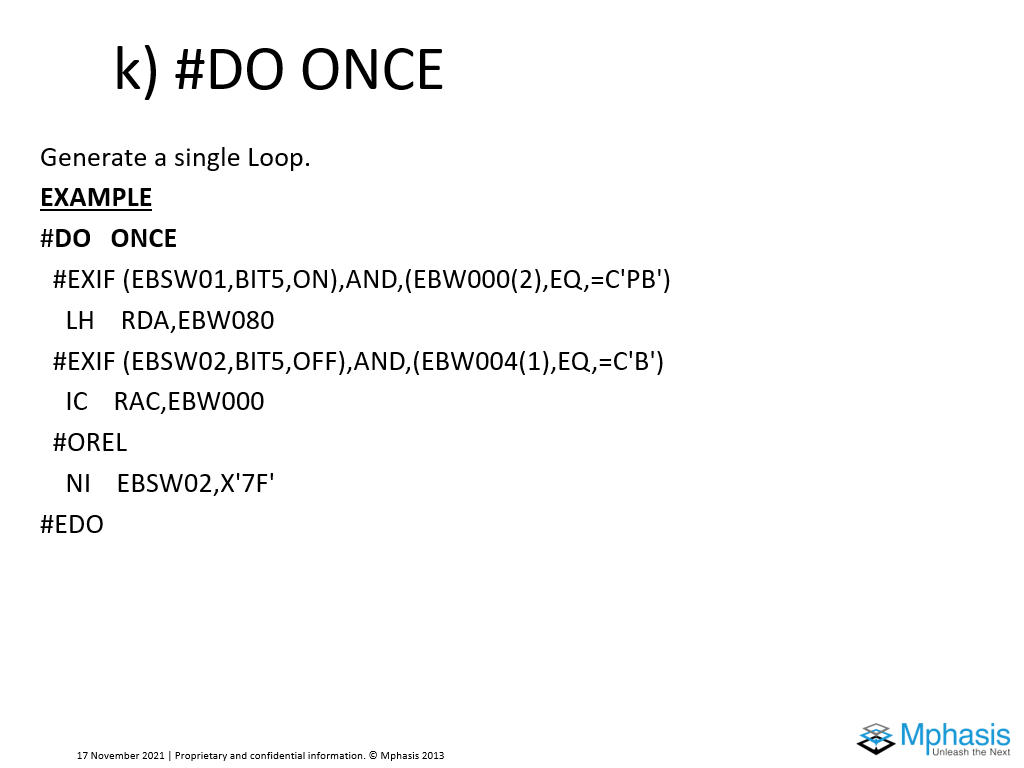 k) #DO ONCE
Generate a single Loop.
EXAMPLE
#DO   ONCE
  #EXIF (EBSW01,BIT5,ON),AND,(EBW000(2),EQ,=C'PB')
    LH    RDA,EBW080
  #EXIF (EBSW02,BIT5,OFF),AND,(EBW004(1),EQ,=C'B')
    IC    RAC,EBW000
  #OREL
    NI    EBSW02,X'7F'
#EDO
17 November 2021 | Proprietary and confidential information. © Mphasis 2013
Mphasis
Unleash the Next